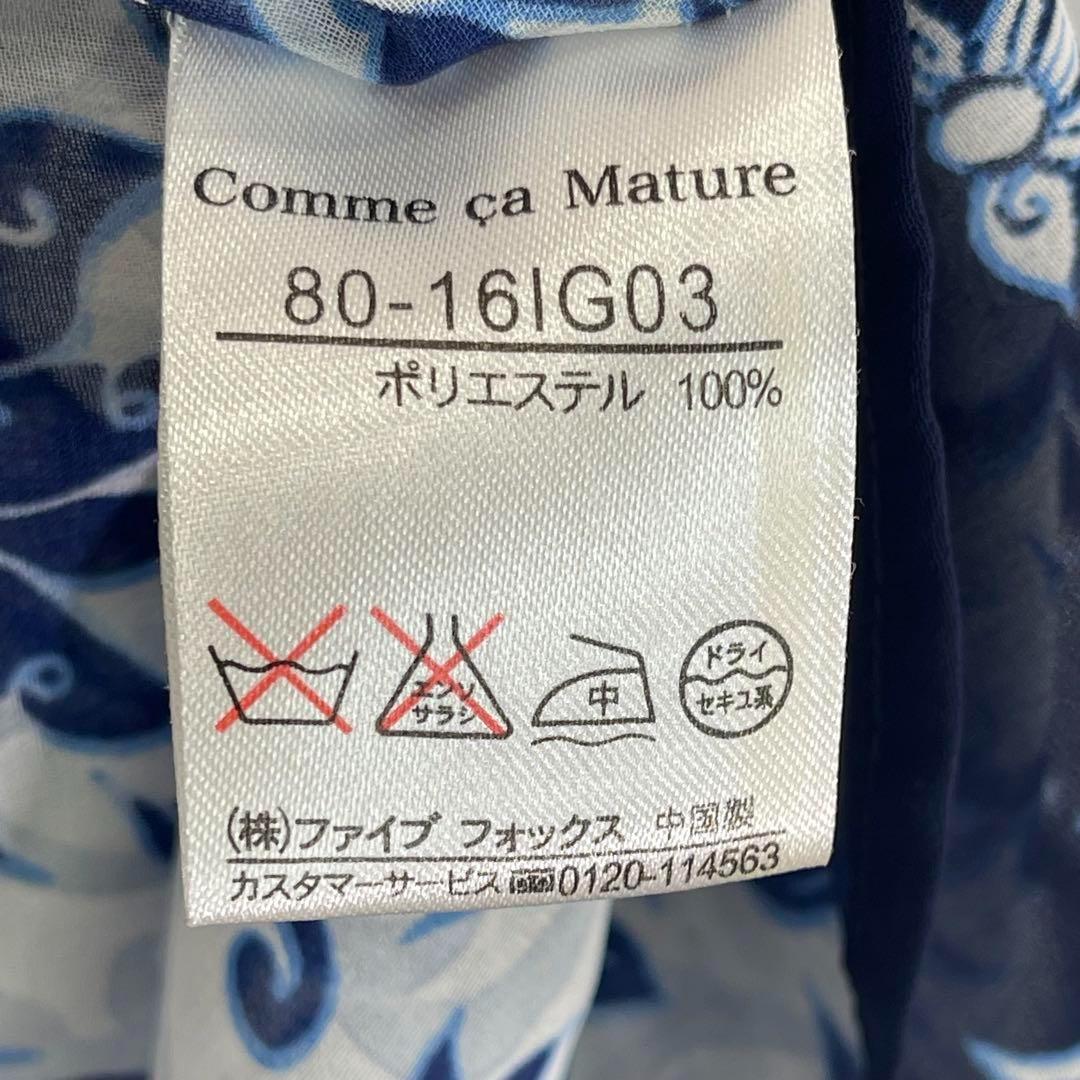 Comme ça Mature
80-16IG03
ポリエステル 100%
エンソ
サラシ
中
ドライ
セキユ系
(株)ファイブ フォックス 中国製
カスタマーサービス 0120-114563